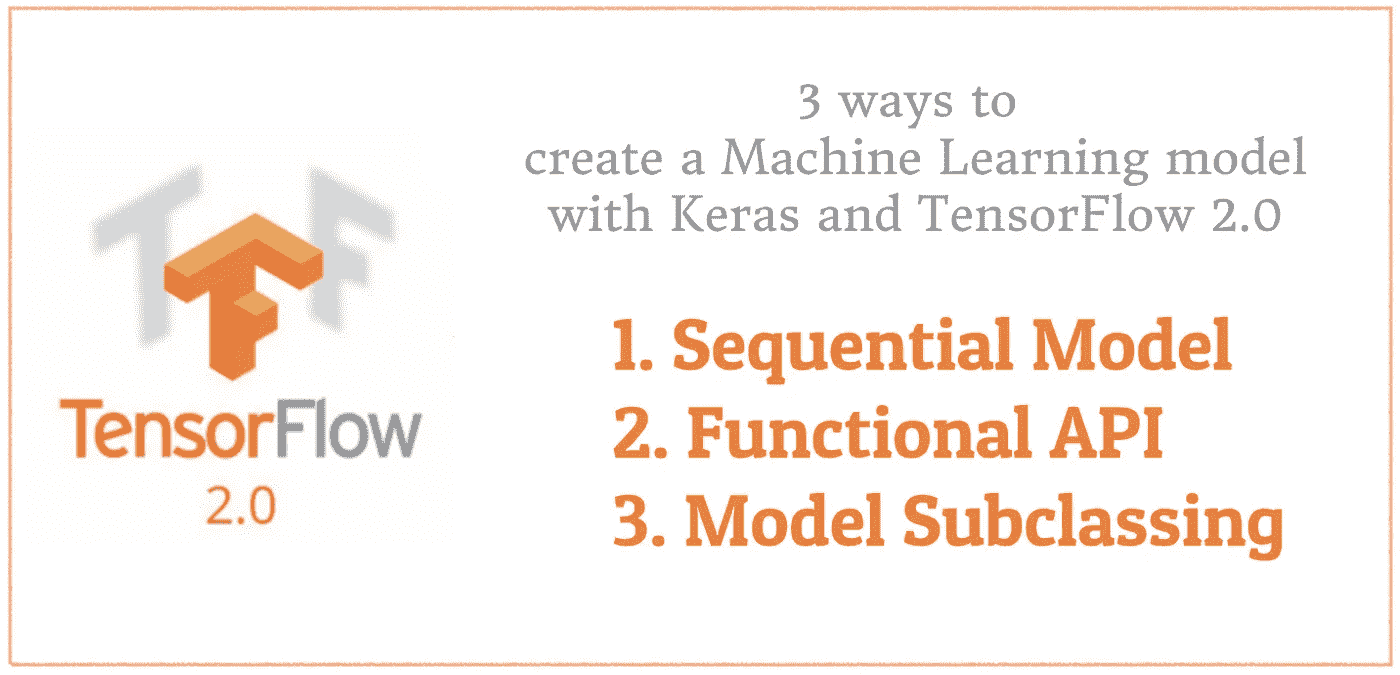 3 ways to
create a Machine Learning model
with Keras and TensorFlow 2.0
TF
TensorFlow
2.0
1. Sequential Model
2. Functional API
3. Model Subclassing